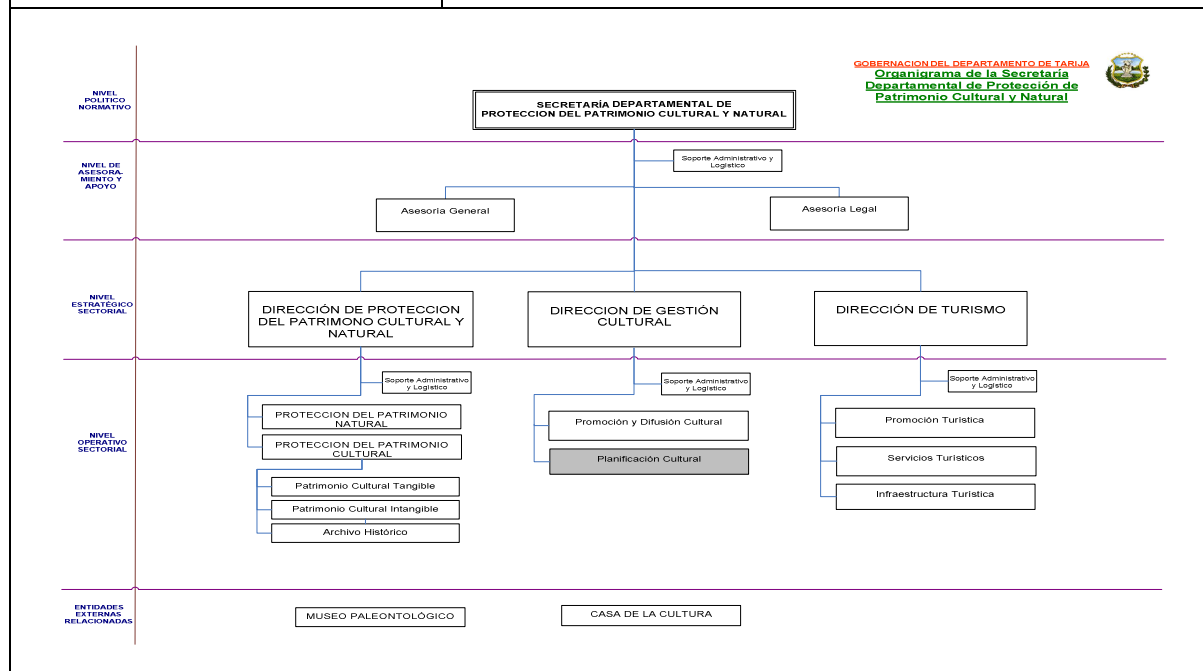 GOBERNACION DEL DEPARTAMENTO DE TARIJA
Organigrama de la Secretaría
Departamental de Protección de
Patrimonio Cultural y Natural
NIVEL
POLITICO
NORMATIVO
SECRETARÍA DEPARTAMENTAL DE
PROTECCION DEL PATRIMONIO CULTURAL Y NATURAL
NIVEL DE
ASESORA-
MIENTO Y
APOYO
Soporte Administrativo y
Logístico
Asesoría General
Asesoría Legal
NIVEL
ESTRATÉGICO
SECTORIAL
DIRECCIÓN DE PROTECCION
DEL PATRIMONO CULTURAL Y
NATURAL
DIRECCION DE GESTIÓN
CULTURAL
DIRECCIÓN DE TURISMO
NIVEL
OPERATIVO
SECTORIAL
Soporte Administrativo
y Logístico
PROTECCION DEL PATRIMONIO
NATURAL
PROTECCION DEL PATRIMONIO
CULTURAL
Patrimonio Cultural Tangible
Patrimonio Cultural Intangible
Archivo Histórico
Soporte Administrativo
y Logístico
Promoción y Difusión Cultural
Planificación Cultural
Soporte Administrativo
y Logístico
Promoción Turistica
Servicios Turísticos
Infraestructura Turistica
ENTIDADES
EXTERNAS
RELACIONADAS
MUSEO PALEONTOLÓGICO
CASA DE LA CULTURA